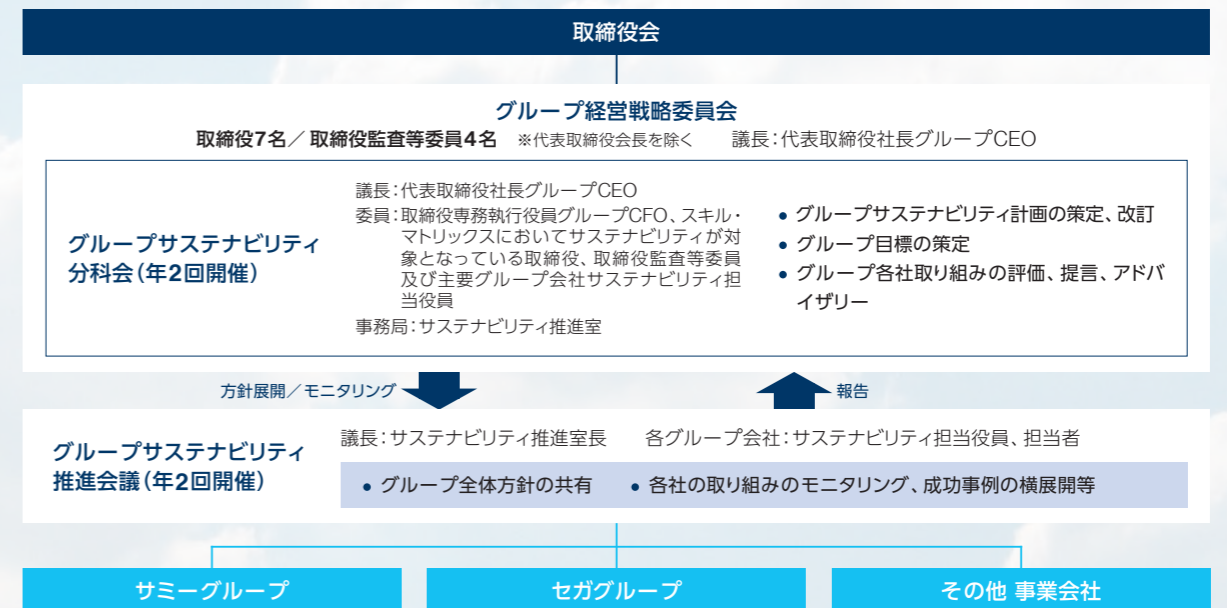 取締役会
グループ経営戦略委員会
取締役7名／取締役監査等委員4名 ※代表取締役会長を除く 議長：代表取締役社長グループCEO
グループサステナビリティ
分科会（年2回開催）
議長：代表取締役社長グループCEO
委員：取締役専務執行役員グループCFO、スキル・
マトリックスにおいてサステナビリティが対
象となっている取締役、取締役監査等委員
及び主要グループ会社サステナビリティ担
当役員
事務局：サステナビリティ推進室
● グループサステナビリティ計画の策定、改訂
● グループ目標の策定
● グループ各社取り組みの評価、提言、アドバ
イザリー
方針展開／モニタリング
報告
グループサステナビリティ
推進会議（年2回開催）
議長：サステナビリティ推進室長 各グループ会社：サステナビリティ担当役員、担当者
● グループ全体方針の共有 ● 各社の取り組みのモニタリング、成功事例の横展開等
サミーグループ
セガグループ
その他 事業会社